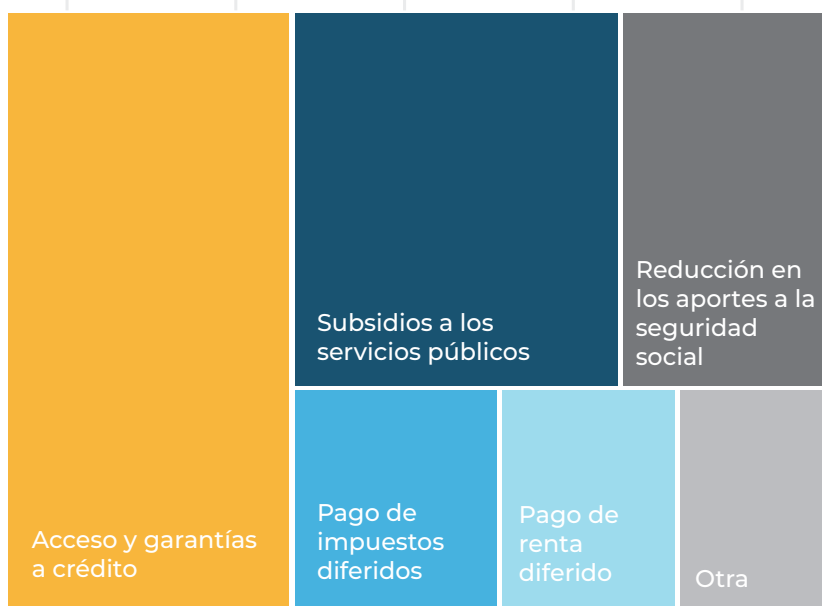 Acceso y garantías
a crédito
Subsidios a los
servicios públicos
Reducción en
los aportes a la
seguridad
social
Pago de
impuestos
diferidos
Pago de
renta
diferido
Otra